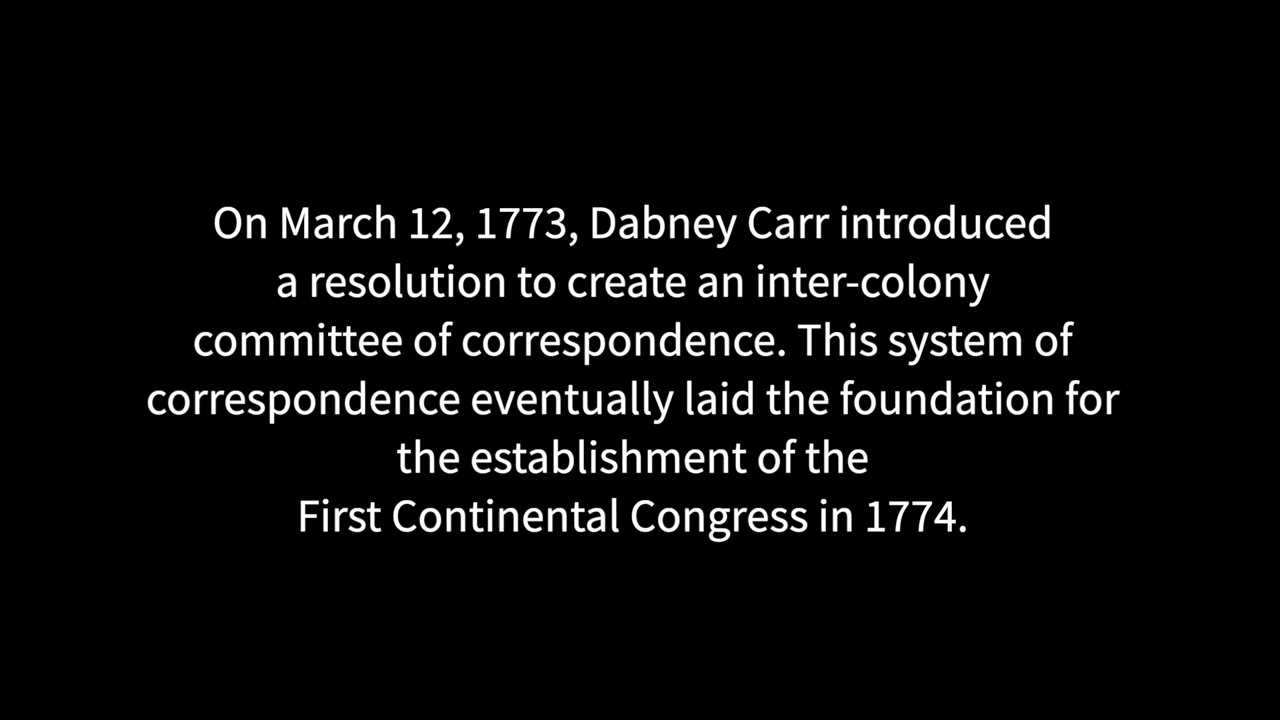 On March 12, 1773, Dabney Carr introduced
a resolution to create an inter-colony
committee of correspondence. This system of
correspondence eventually laid the foundation for
the establishment of the
First Continental Congress in 1774.